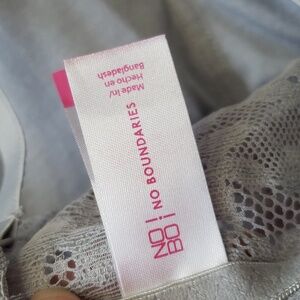 NO!
BO¡
NO BOUNDARIES
Made in/
Hecho en
Bangladesh